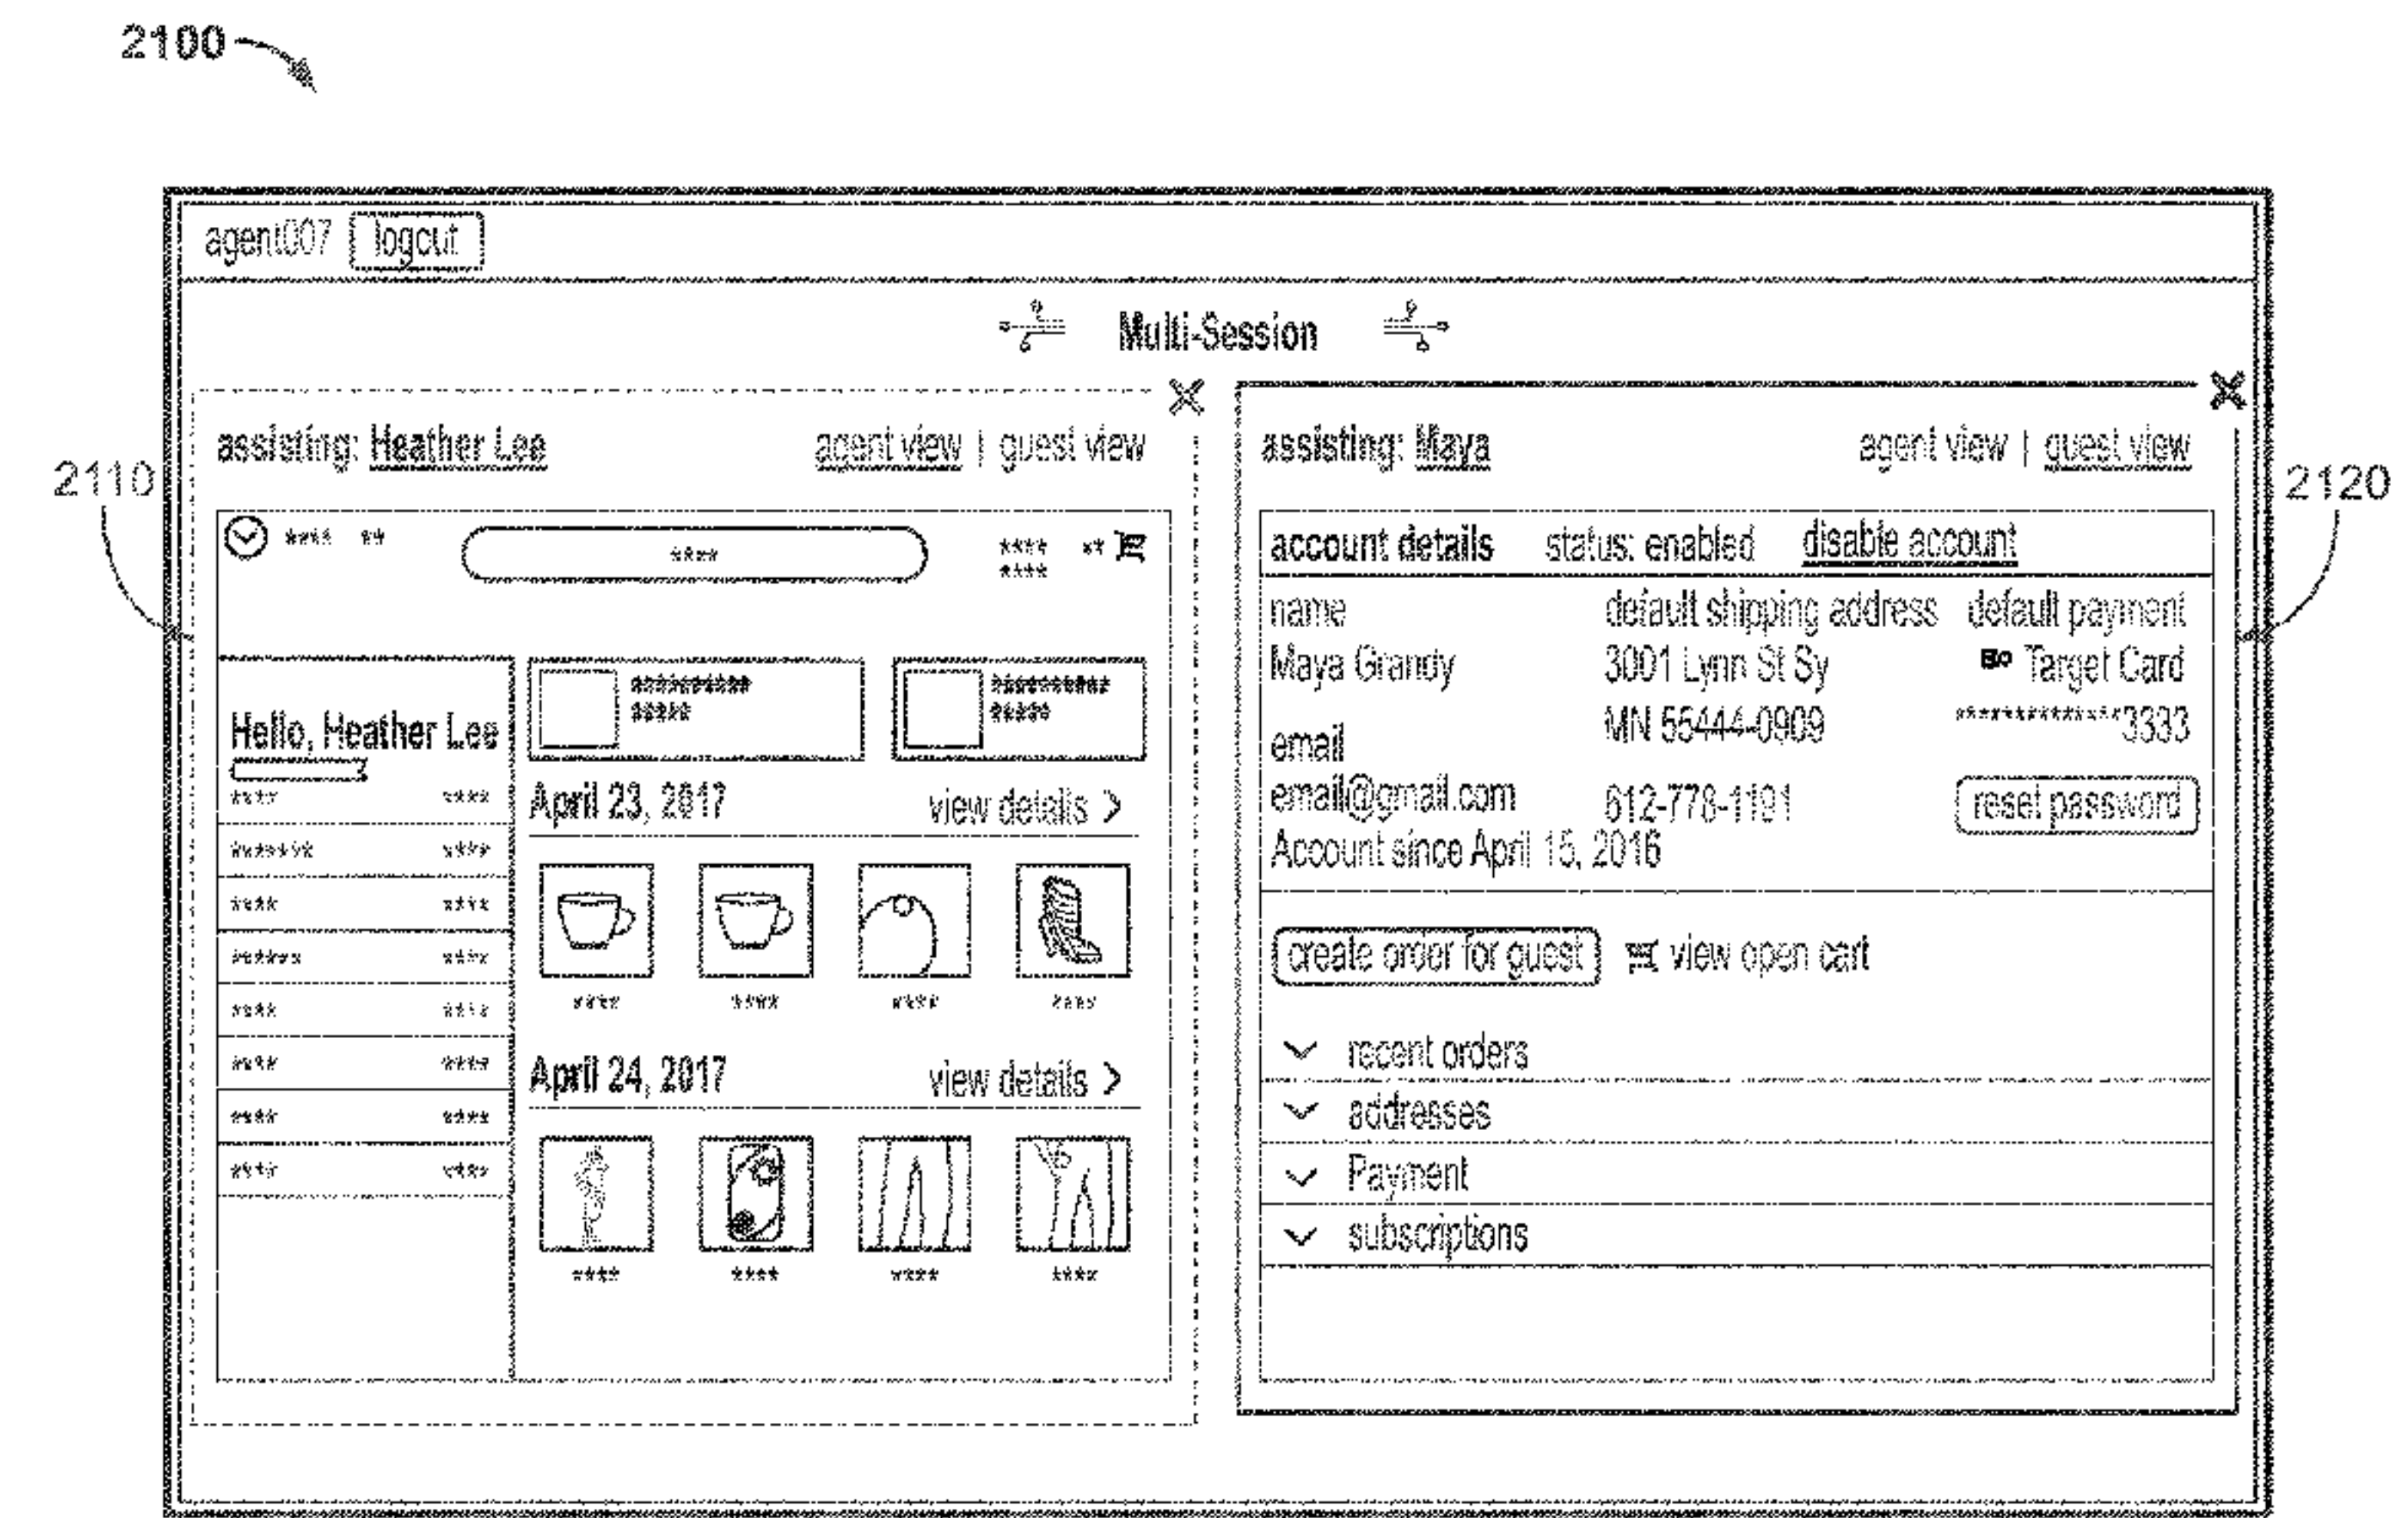 2100
agent007 logout
Multi-Session
assisting: Heather Lee agent view | guest view
2110
**** **
****
**** **
****
**********
*****
**********
*****
Hello, Heather Lee
**** ****
******* ****
**** ****
****** ****
**** ****
**** ****
**** ****
**** ****
April 23, 2017 view details >
**** **** **** ****
April 24, 2017 view details >
**** **** **** ****
assisting: Maya agent view | guest view
2120
account details status: enabled disable account
name default shipping address default payment
Maya Grandy 3001 Lynn St Sy Target Card
MN 55444-0909 **************3333
email
email@gmail.com 612-778-1191 reset password
Account since April 15, 2016
create order for guest view open cart
recent orders
addresses
Payment
subscriptions